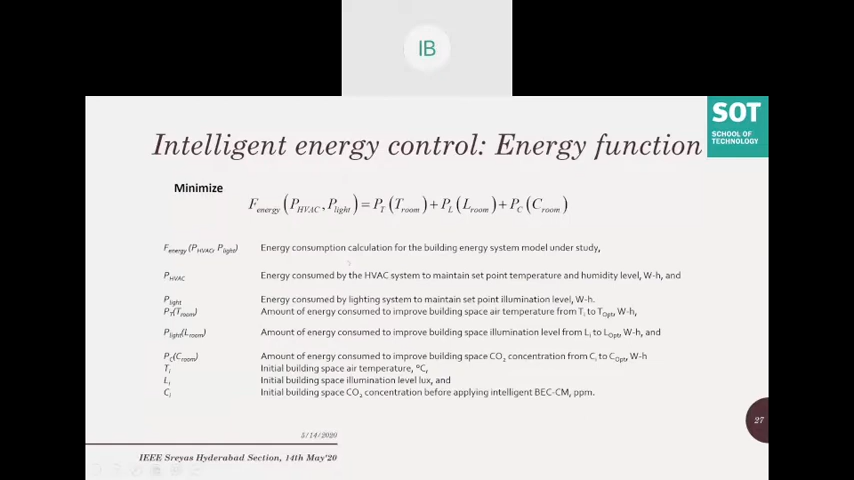 IB
SOT
SCHOOL OF
TECHNOLOGY
Intelligent energy control: Energy function
Minimize
F_energy (P_HVAC, P_light) = P_T (T_room) + P_L (L_room) + P_C (C_room)
F_energy (P_HVAC, P_light) Energy consumption calculation for the building energy system model under study,
P_HVAC Energy consumed by the HVAC system to maintain set point temperature and humidity level, W-h, and
P_light Energy consumed by lighting system to maintain set point illumination level, W-h.
P_T(T_room) Amount of energy consumed to improve building space air temperature from T_i to T_Opt, W-h,
P_light(L_room) Amount of energy consumed to improve building space illumination level from L_i to L_Opt, W-h, and
P_C(C_room) Amount of energy consumed to improve building space CO₂ concentration from C_i to C_Opt, W-h
T_i Initial building space air temperature, °C,
L_i Initial building space illumination level lux, and
C_i Initial building space CO₂ concentration before applying intelligent BEC-CM, ppm.
27
5/14/2020
IEEE Sreyas Hyderabad Section, 14th May'20